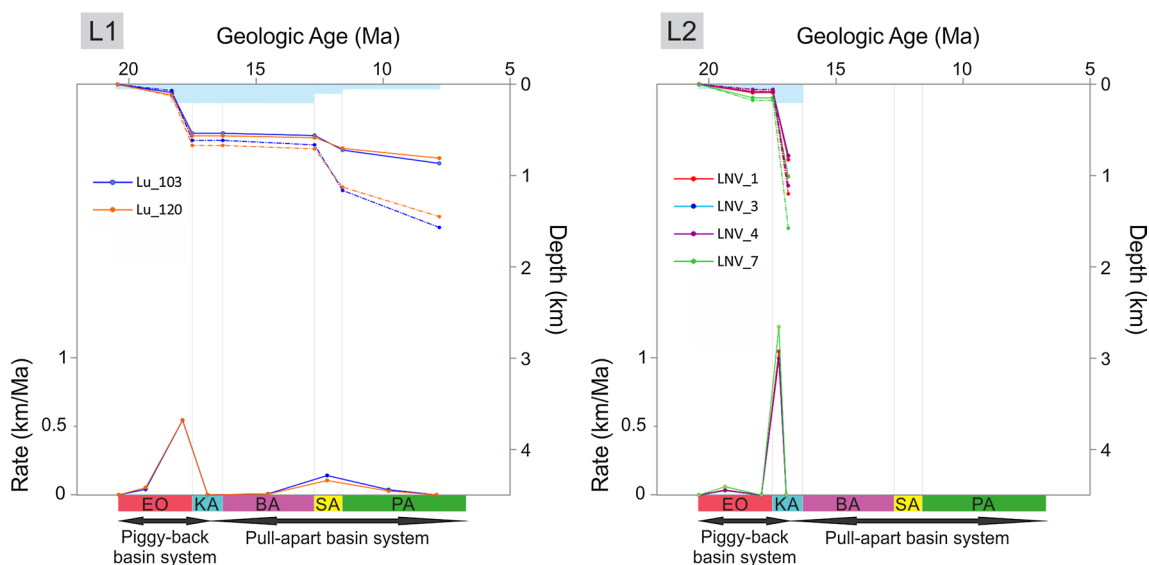 L1
Geologic Age (Ma)
20 15 10 5
0
1
2
3
4
Depth (km)
Lu_103
Lu_120
1
0.5
0
Rate (km/Ma)
EO KA BA SA PA
Piggy-back
basin system
Pull-apart basin system
L2
Geologic Age (Ma)
20 15 10 5
0
1
2
3
4
Depth (km)
LNV_1
LNV_3
LNV_4
LNV_7
1
0.5
0
Rate (km/Ma)
EO KA BA SA PA
Piggy-back
basin system
Pull-apart basin system